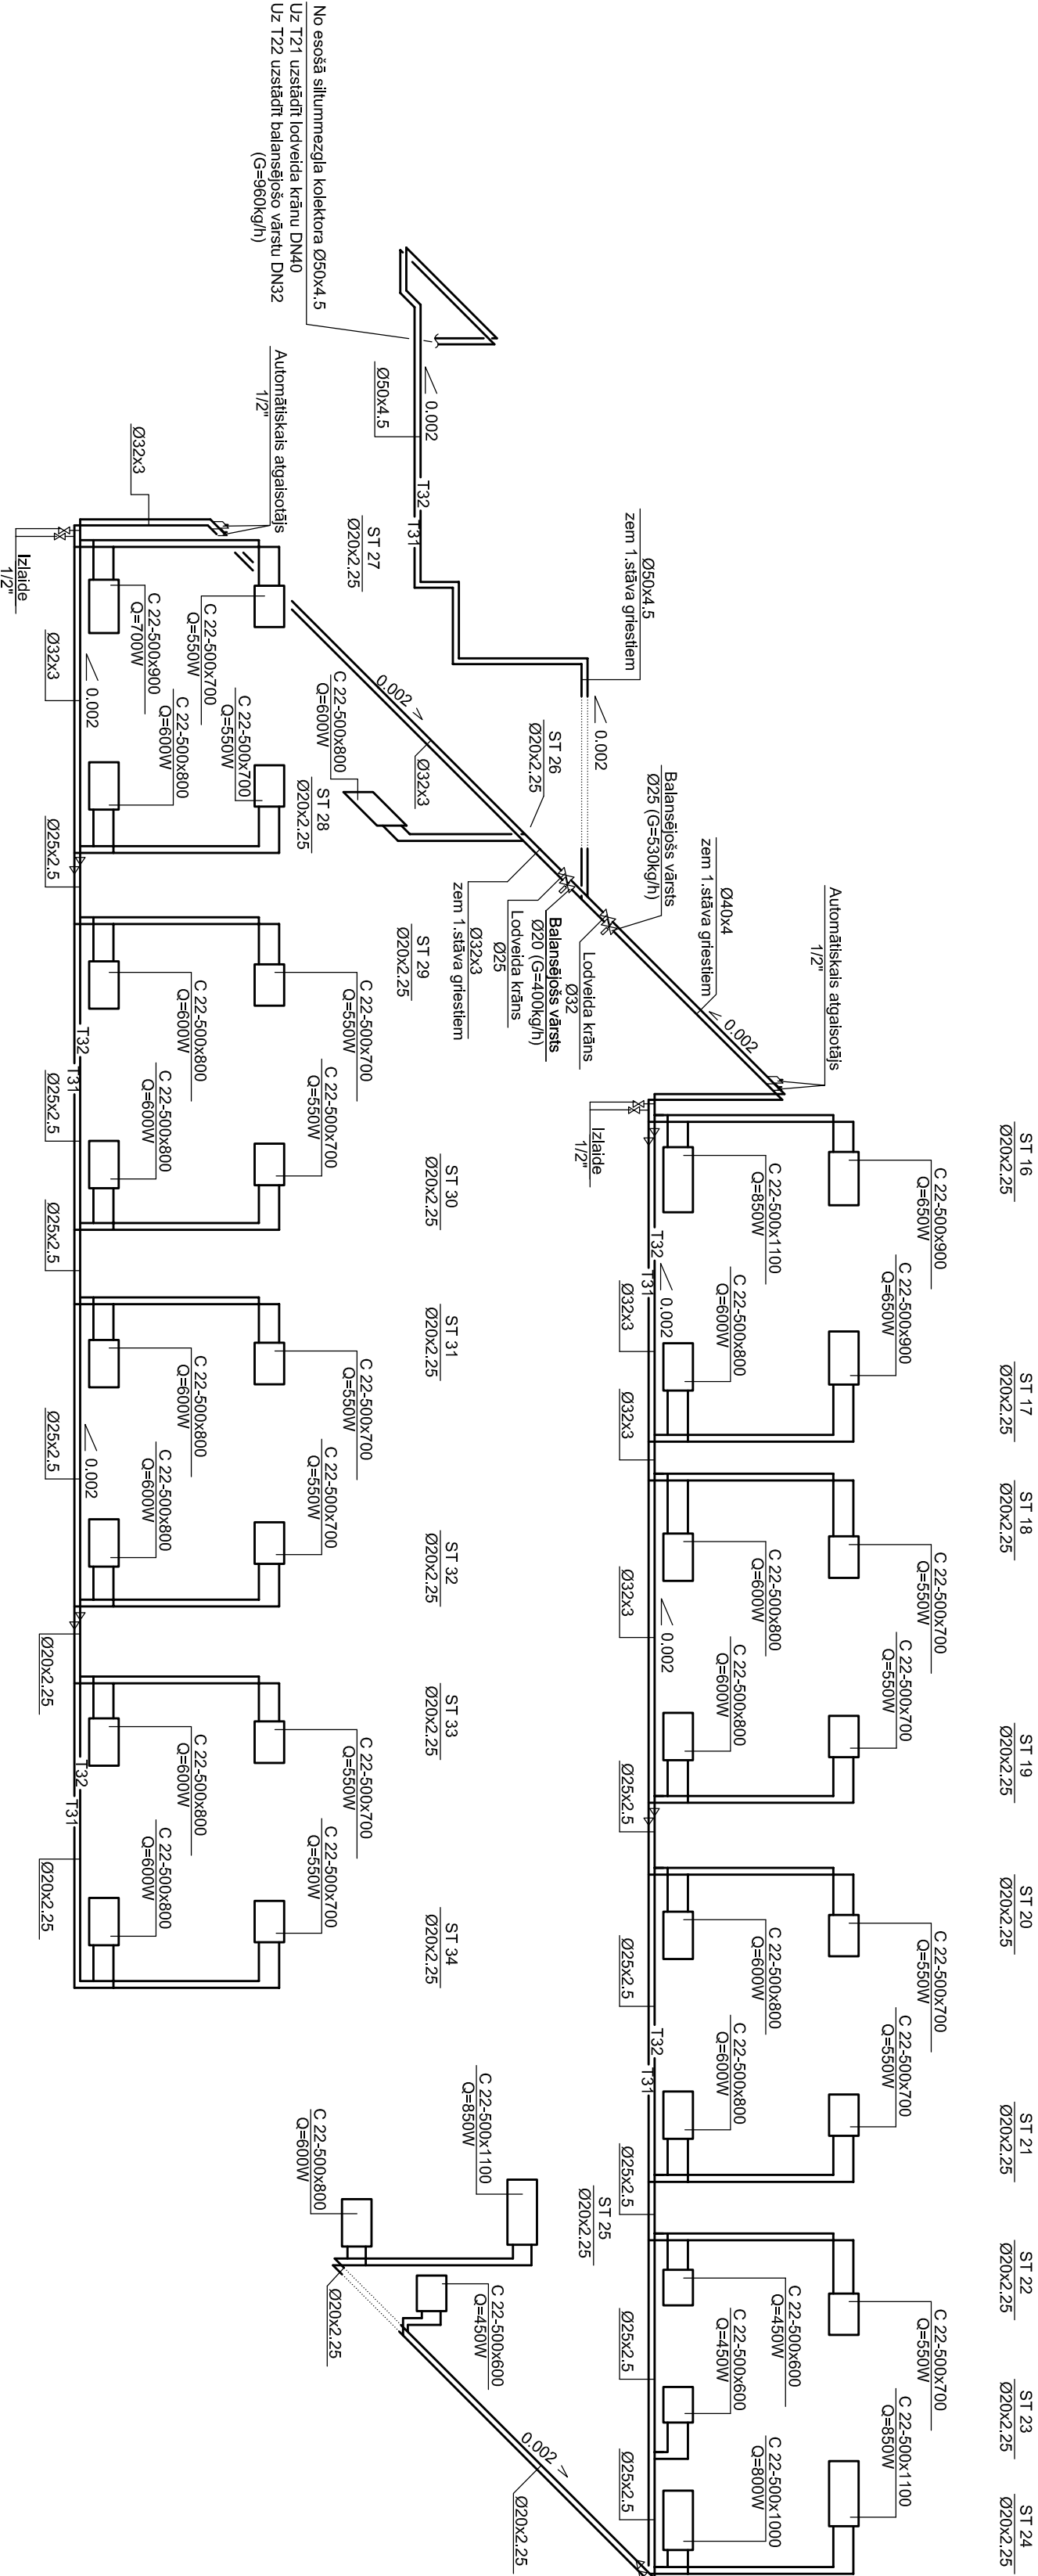 ST 16
Ø20x2.25
ST 17
Ø20x2.25
ST 18
Ø20x2.25
ST 19
Ø20x2.25
ST 20
Ø20x2.25
ST 21
Ø20x2.25
ST 22
Ø20x2.25
ST 23
Ø20x2.25
ST 24
Ø20x2.25
C 22-500x900
Q=650W
C 22-500x900
Q=650W
C 22-500x700
Q=550W
C 22-500x700
Q=550W
C 22-500x700
Q=550W
C 22-500x700
Q=550W
C 22-500x700
Q=550W
C 22-500x1100
Q=850W
C 22-500x1100
Q=850W
C 22-500x800
Q=600W
C 22-500x800
Q=600W
C 22-500x800
Q=600W
C 22-500x800
Q=600W
C 22-500x800
Q=600W
C 22-500x600
Q=450W
C 22-500x600
Q=450W
C 22-500x1000
Q=800W
Automātiskais atgaisotājs
1/2"
0.002
Ø40x4
zem 1.stāva griestiem
Balansējošs vārsts
Ø25 (G=530kg/h)
Lodveida krāns
Ø32
Balansējošs vārsts
Ø20 (G=400kg/h)
Lodveida krāns
Ø25
Ø32x3
zem 1.stāva griestiem
Izlaide
1/2"
T32
T31
0.002
Ø32x3
Ø32x3
0.002
Ø32x3
Ø25x2.5
Ø25x2.5
T32
T31
Ø25x2.5
Ø25x2.5
Ø25x2.5
Ø50x4.5
zem 1.stāva griestiem
0.002
ST 26
Ø20x2.25
ST 25
Ø20x2.25
C 22-500x1100
Q=850W
C 22-500x600
Q=450W
C 22-500x800
Q=600W
Ø20x2.25
0.002
Ø20x2.25
No esošā siltummezgla kolektora Ø50x4.5
Uz T21 uzstādīt lodveida krānu DN40
Uz T22 uzstādīt balansējošo vārstu DN32
(G=960kg/h)
0.002
Ø50x4.5
T32
T31
0.002
Ø32x3
C 22-500x800
Q=600W
ST 27
Ø20x2.25
ST 28
Ø20x2.25
ST 29
Ø20x2.25
ST 30
Ø20x2.25
ST 31
Ø20x2.25
ST 32
Ø20x2.25
ST 33
Ø20x2.25
ST 34
Ø20x2.25
Automātiskais atgaisotājs
1/2"
C 22-500x700
Q=550W
C 22-500x700
Q=550W
C 22-500x700
Q=550W
C 22-500x700
Q=550W
C 22-500x700
Q=550W
C 22-500x700
Q=550W
C 22-500x700
Q=550W
C 22-500x700
Q=550W
Ø32x3
C 22-500x900
Q=700W
C 22-500x800
Q=600W
C 22-500x800
Q=600W
C 22-500x800
Q=600W
C 22-500x800
Q=600W
C 22-500x800
Q=600W
C 22-500x800
Q=600W
C 22-500x800
Q=600W
Izlaide
1/2"
0.002
Ø32x3
Ø25x2.5
T32
T31
Ø25x2.5
Ø25x2.5
0.002
Ø25x2.5
Ø20x2.25
T32
T31
Ø20x2.25